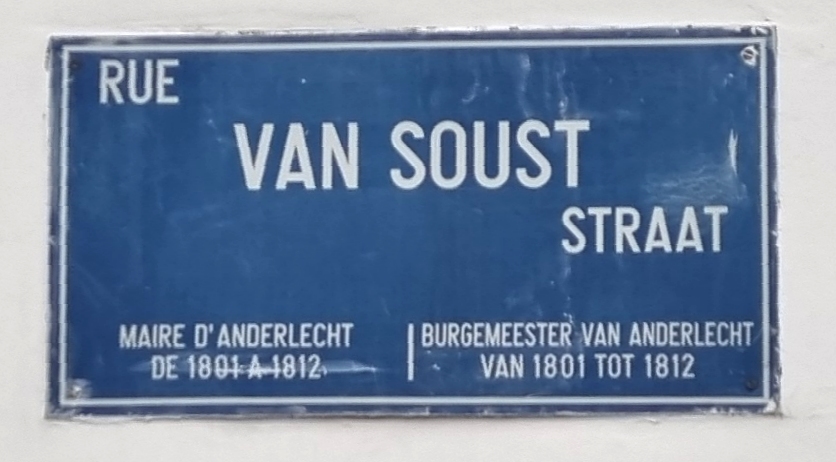 RUE
VAN SOUST
STRAAT
MAIRE D'ANDERLECHT
DE 1801 A 1812
BURGEMEESTER VAN ANDERLECHT
VAN 1801 TOT 1812